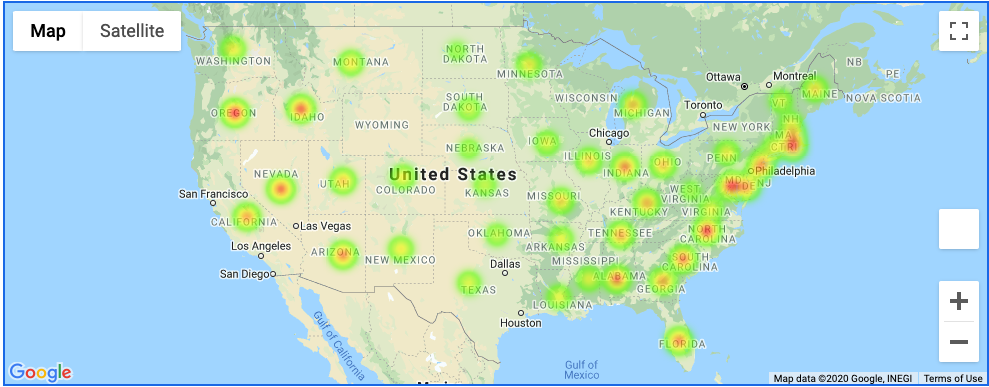 Map
Satellite
WASHINGTON
MONTANA
NORTH
DAKOTA
MINNESOTA
Ottawa
Montreal
NB
PE
MAINE
NOVA SCOTIA
VT
NH
OREGON
IDAHO
SOUTH
DAKOTA
WISCONSIN
MICHIGAN
Toronto
WYOMING
NEW YORK
MA
CT
RI
Chicago
IOWA
NEBRASKA
ILLINOIS
INDIANA
OHIO
PENN
Philadelphia
NEVADA
UTAH
COLORADO
United States
KANSAS
MISSOURI
WEST
VIRGINIA
MD
DE
NJ
San Francisco
CALIFORNIA
Las Vegas
KENTUCKY
VIRGINIA
Los Angeles
ARIZONA
NEW MEXICO
OKLAHOMA
ARKANSAS
TENNESSEE
NORTH
CAROLINA
San Diego
Dallas
MISSISSIPPI
ALABAMA
SOUTH
CAROLINA
GEORGIA
TEXAS
LOUISIANA
Houston
FLORIDA
Gulf of
California
Gulf of
Mexico
Google
Map data ©2020 Google, INEGI
Terms of Use